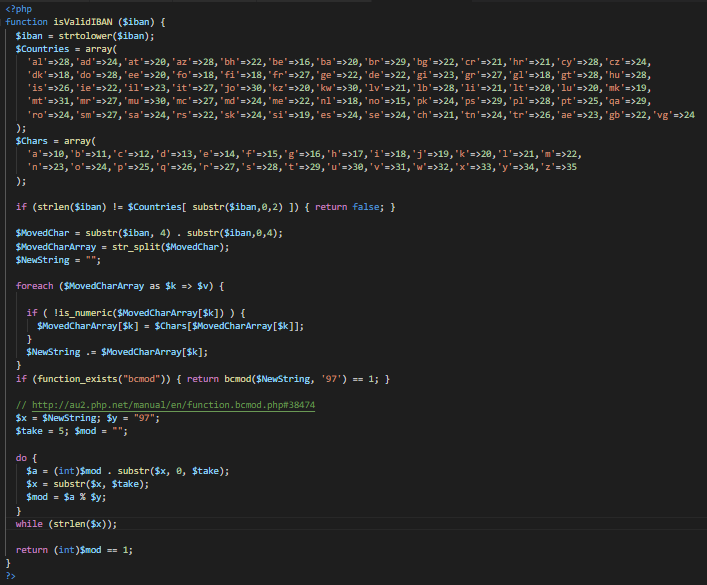 <?php
function isValidIBAN ($iban) {
$iban = strtolower($iban);
$Countries = array(
'al'=>28,'ad'=>24,'at'=>20,'az'=>28,'bh'=>22,'be'=>16,'ba'=>20,'br'=>29,'bg'=>22,'cr'=>21,'hr'=>21,'cy'=>28,'cz'=>24,
'dk'=>18,'do'=>28,'ee'=>20,'fo'=>18,'fi'=>18,'fr'=>27,'ge'=>22,'de'=>22,'gi'=>23,'gr'=>27,'gl'=>18,'gt'=>28,'hu'=>28,
'is'=>26,'ie'=>22,'il'=>23,'it'=>27,'jo'=>30,'kz'=>20,'kw'=>30,'lv'=>21,'lb'=>28,'li'=>21,'lt'=>20,'lu'=>20,'mk'=>19,
'mt'=>31,'mr'=>27,'mu'=>30,'mc'=>27,'md'=>24,'me'=>22,'nl'=>18,'no'=>15,'pk'=>24,'ps'=>29,'pl'=>28,'pt'=>25,'qa'=>29,
'ro'=>24,'sm'=>27,'sa'=>24,'rs'=>22,'sk'=>24,'si'=>19,'es'=>24,'se'=>24,'ch'=>21,'tn'=>24,'tr'=>26,'ae'=>23,'gb'=>22,'vg'=>24
);
$Chars = array(
'a'=>10,'b'=>11,'c'=>12,'d'=>13,'e'=>14,'f'=>15,'g'=>16,'h'=>17,'i'=>18,'j'=>19,'k'=>20,'l'=>21,'m'=>22,
'n'=>23,'o'=>24,'p'=>25,'q'=>26,'r'=>27,'s'=>28,'t'=>29,'u'=>30,'v'=>31,'w'=>32,'x'=>33,'y'=>34,'z'=>35
);
if (strlen($iban) != $Countries[ substr($iban,0,2) ]) { return false; }
$MovedChar = substr($iban, 4) . substr($iban,0,4);
$MovedCharArray = str_split($MovedChar);
$NewString = "";
foreach ($MovedCharArray as $k => $v) {
if ( !is_numeric($MovedCharArray[$k]) ) {
$MovedCharArray[$k] = $Chars[$MovedCharArray[$k]];
}
$NewString .= $MovedCharArray[$k];
}
if (function_exists("bcmod")) { return bcmod($NewString, '97') == 1; }
// http://au2.php.net/manual/en/function.bcmod.php#38474
$x = $NewString; $y = "97";
$take = 5; $mod = "";
do {
$a = (int)$mod . substr($x, 0, $take);
$x = substr($x, $take);
$mod = $a % $y;
}
while (strlen($x));
return (int)$mod == 1;
}
?>